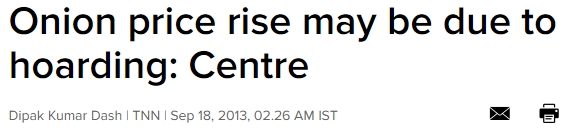 Onion price rise may be due to
hoarding: Centre
Dipak Kumar Dash | TNN | Sep 18, 2013, 02.26 AM IST